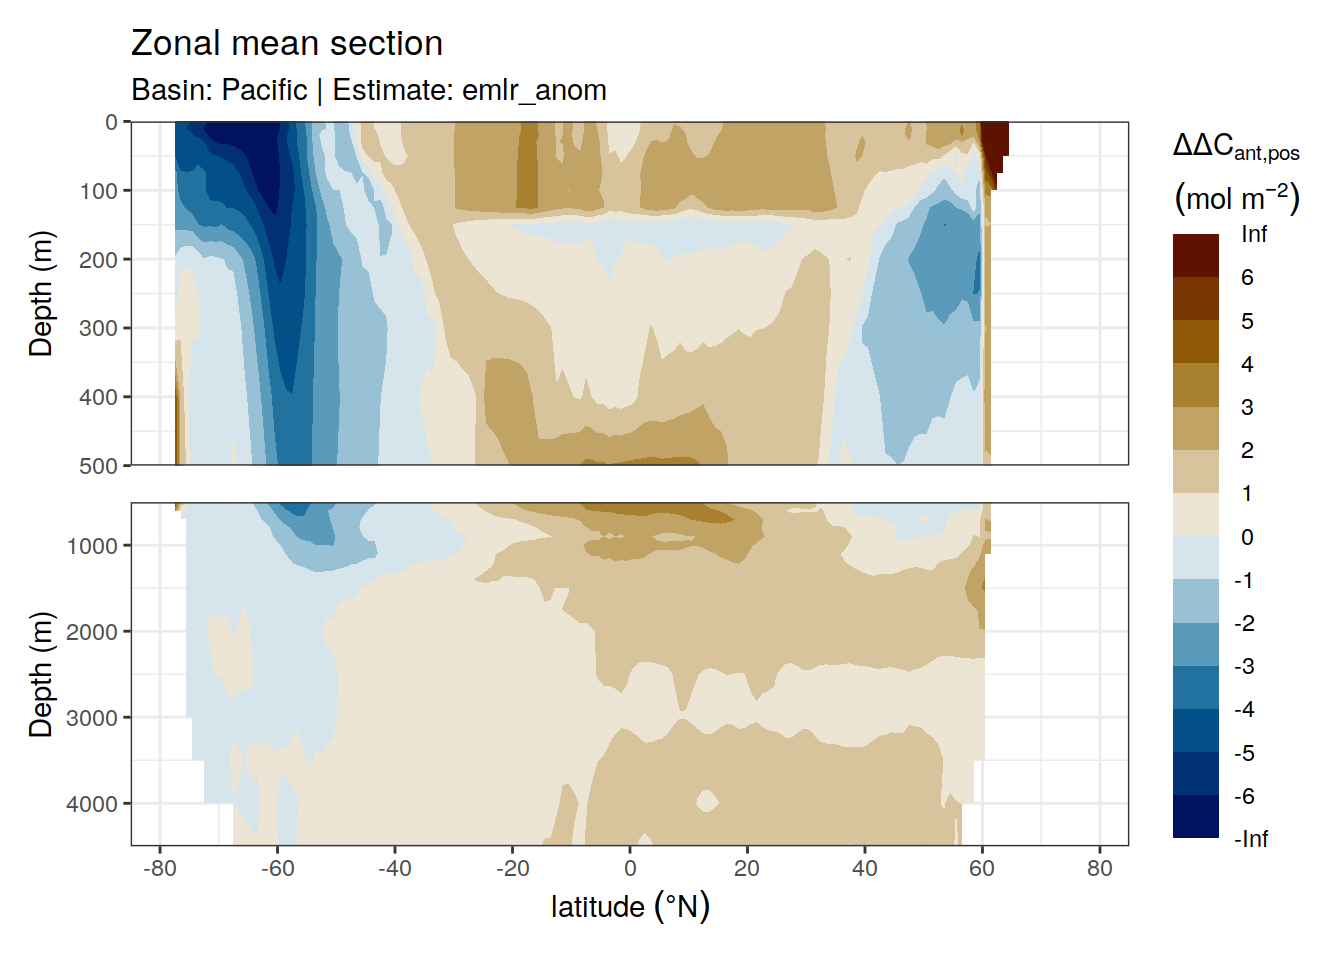 Zonal mean section
Basin: Pacific | Estimate: emlr_anom
ΔΔC_ant,pos
(mol m⁻²)
Inf
6
5
4
3
2
1
0
-1
-2
-3
-4
-5
-6
-Inf
Depth (m)
0
100
200
300
400
500
Depth (m)
1000
2000
3000
4000
-80 -60 -40 -20 0 20 40 60 80
latitude (°N)